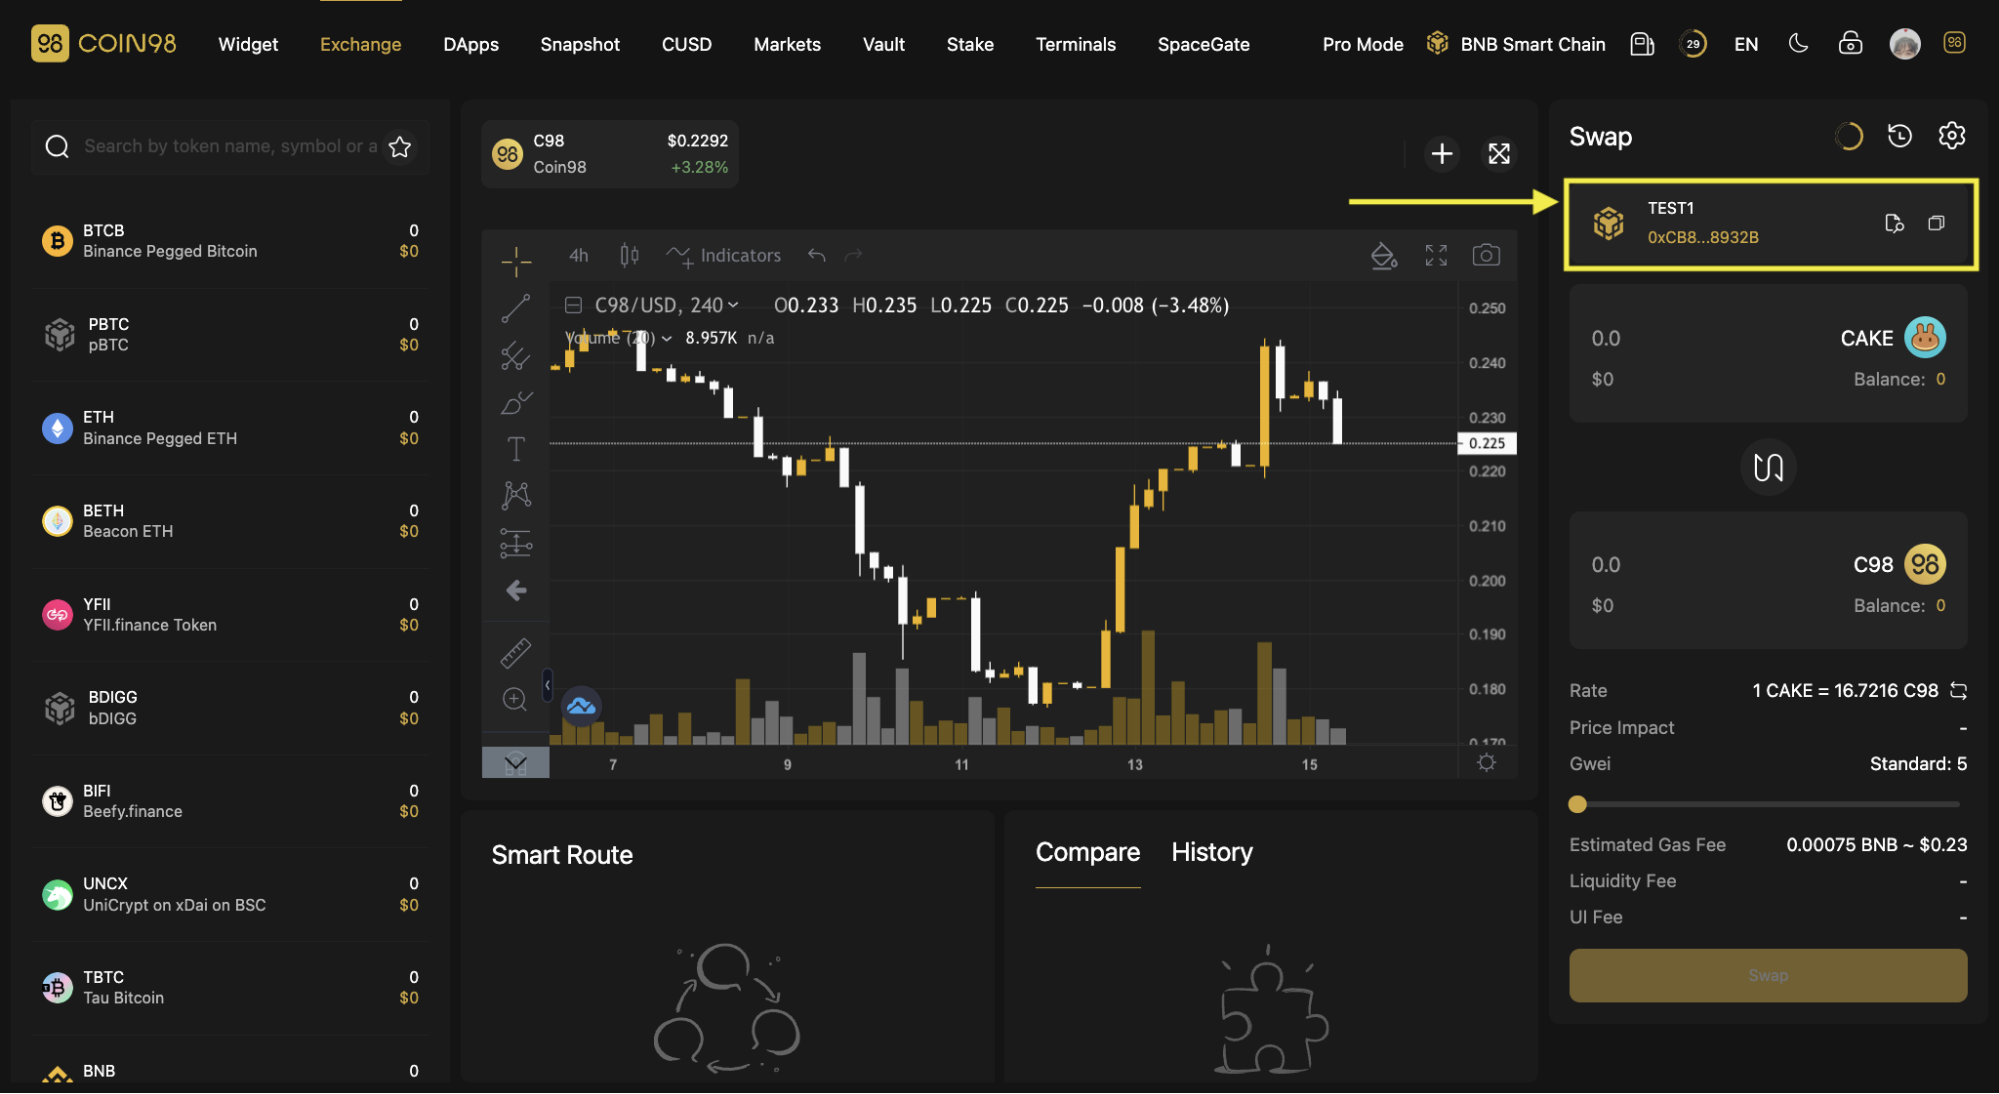 98 COIN98 Widget Exchange DApps Snapshot CUSD Markets Vault Stake Terminals SpaceGate Pro Mode BNB Smart Chain 29 EN 98
Search by token name, symbol or a
BTCB 0
Binance Pegged Bitcoin $0
PBTC 0
pBTC $0
ETH 0
Binance Pegged ETH $0
BETH 0
Beacon ETH $0
YFII 0
YFII.finance Token $0
BDIGG 0
bDIGG $0
BIFI 0
Beefy.finance $0
UNCX 0
UniCrypt on xDai on BSC $0
TBTC 0
Tau Bitcoin $0
BNB 0
98 C98 $0.2292
Coin98 +3.28%
4h Indicators
C98/USD, 240 O0.233 H0.235 L0.225 C0.225 −0.008 (−3.48%)
Volume (20) 8.957K n/a
0.250
0.240
0.230
0.225
0.220
0.210
0.200
0.190
0.180
0.170
7 9 11 13 15
Smart Route
Compare History
Swap
TEST1
0xCB8...8932B
0.0 CAKE
$0 Balance: 0
0.0 C98 98
$0 Balance: 0
Rate 1 CAKE = 16.7216 C98
Price Impact -
Gwei Standard: 5
Estimated Gas Fee 0.00075 BNB ~ $0.23
Liquidity Fee -
UI Fee -
Swap